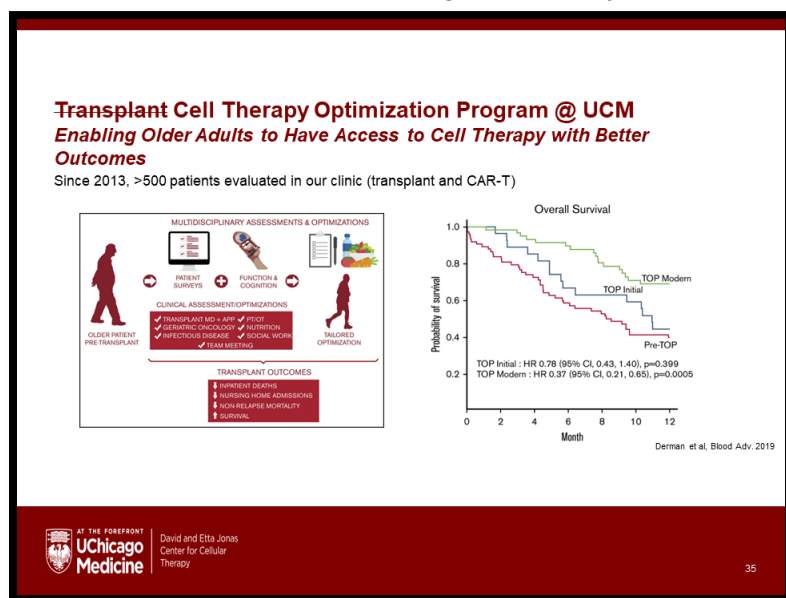 Transplant Cell Therapy Optimization Program @ UCM
Enabling Older Adults to Have Access to Cell Therapy with Better
Outcomes
Since 2013, >500 patients evaluated in our clinic (transplant and CAR-T)
MULTIDISCIPLINARY ASSESSMENTS & OPTIMIZATIONS
PATIENT
SURVEYS
FUNCTION &
COGNITION
CLINICAL ASSESSMENT/OPTIMIZATIONS
TRANSPLANT MD + APP
PT/OT
GERIATRIC ONCOLOGY
NUTRITION
INFECTIOUS DISEASE
SOCIAL WORK
TEAM MEETING
OLDER PATIENT
PRE-TRANSPLANT
TAILORED
OPTIMIZATION
TRANSPLANT OUTCOMES
INPATIENT DEATHS
NURSING HOME ADMISSIONS
NON-RELAPSE MORTALITY
SURVIVAL
Overall Survival
Probability of survival
1.0
0.8
0.6
0.4
0.2
TOP Modern
TOP Initial
Pre-TOP
TOP Initial : HR 0.78 (95% CI, 0.43, 1.40), p=0.399
TOP Modern : HR 0.37 (95% CI, 0.21, 0.65), p=0.0005
0 2 4 6 8 10 12
Month
Derman et al, Blood Adv. 2019
AT THE FOREFRONT
UChicago
Medicine
David and Etta Jonas
Center for Cellular
Therapy
35